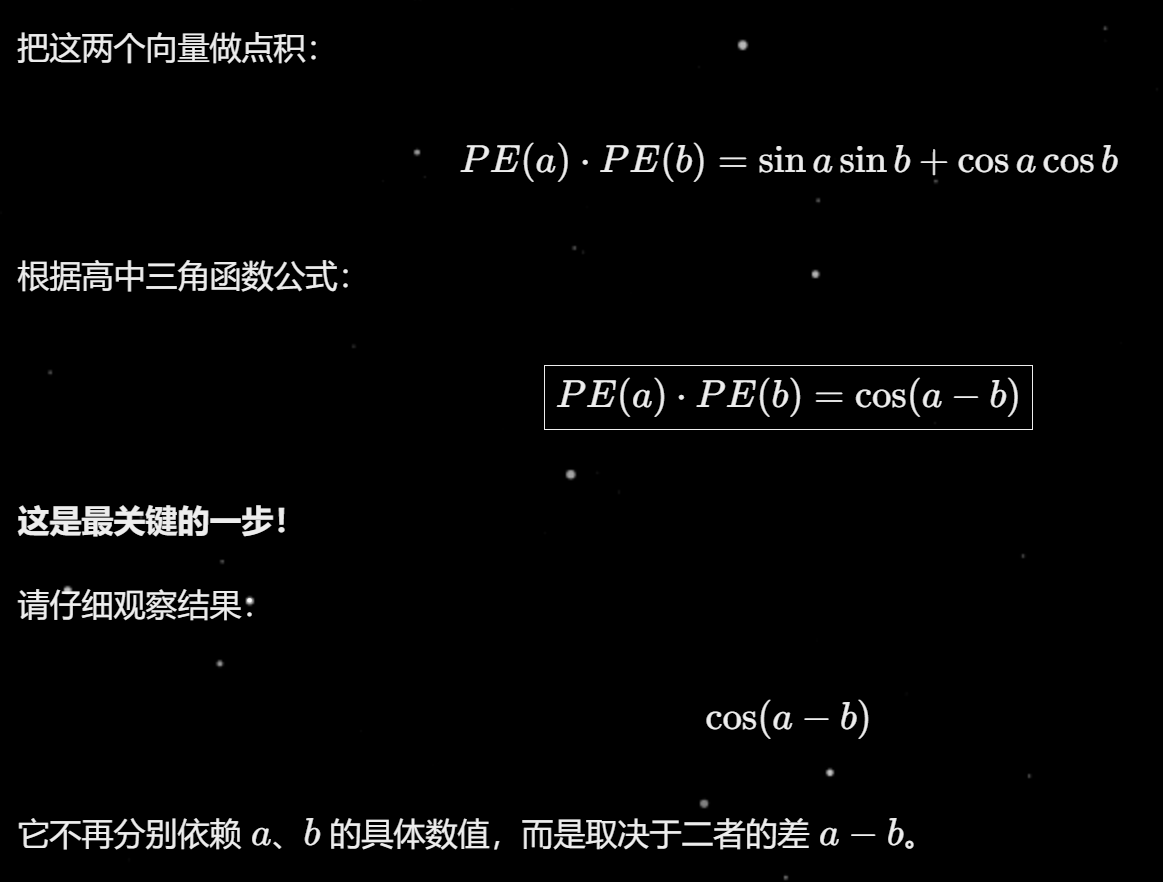 把这两个向量做点积：
PE(a) · PE(b) = sin a sin b + cos a cos b
根据高中三角函数公式：
PE(a) · PE(b) = cos(a − b)
这是最关键的一步！
请仔细观察结果：
cos(a − b)
它不再分别依赖 a、b 的具体数值，而是取决于二者的差 a − b。